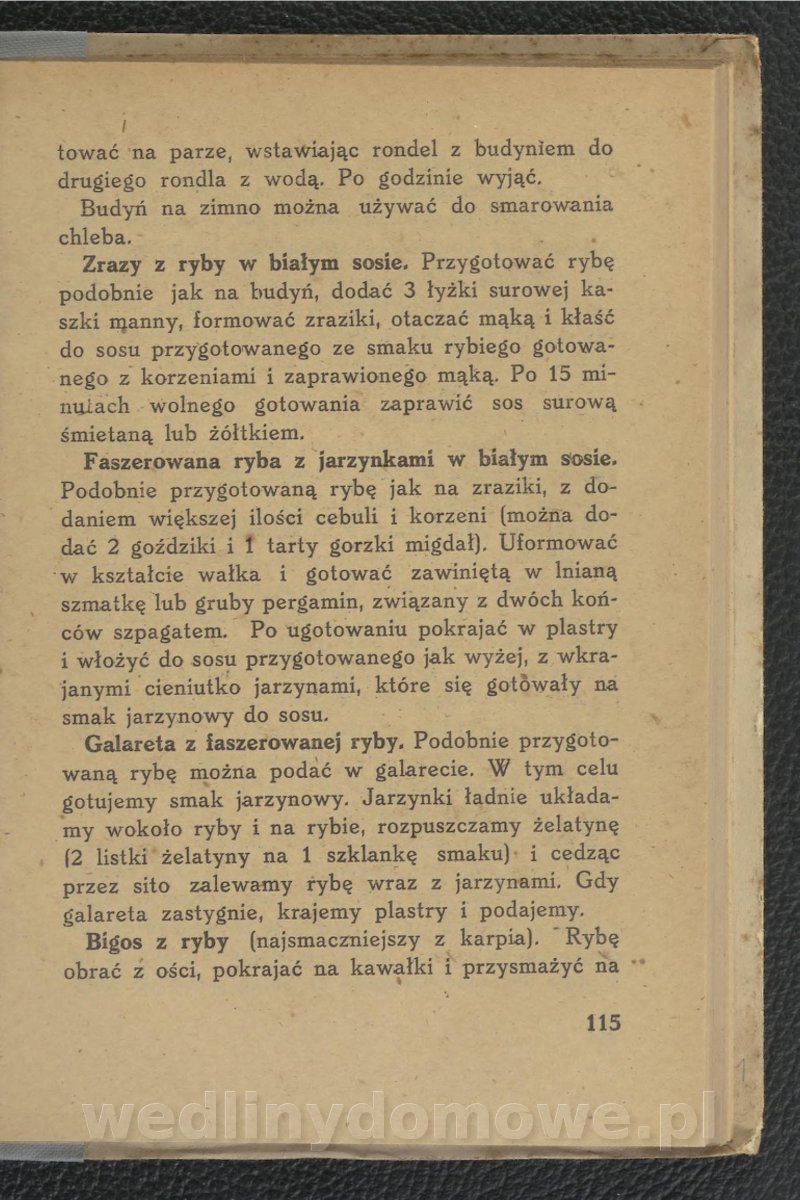 tować na parze, wstawiając rondel z budyniem do
drugiego rondla z wodą. Po godzinie wyjąć.
Budyń na zimno można używać do smarowania
chleba.
Zrazy z ryby w białym sosie. Przygotować rybę
podobnie jak na budyń, dodać 3 łyżki surowej ka-
szki manny, formować zraziki, otaczać mąką i kłaść
do sosu przygotowanego ze smaku rybiego gotowa-
nego z korzeniami i zaprawionego mąką. Po 15 mi-
nutach wolnego gotowania zaprawić sos surową
śmietaną lub żółtkiem.
Faszerowana ryba z jarzynkami w białym sosie.
Podobnie przygotowaną rybę jak na zraziki, z do-
daniem większej ilości cebuli i korzeni (można do-
dać 2 goździki i 1 tarty gorzki migdał). Uformować
w kształcie wałka i gotować zawiniętą w lnianą
szmatkę lub gruby pergamin, związany z dwóch koń-
ców szpagatem. Po ugotowaniu pokrajać w plastry
i włożyć do sosu przygotowanego jak wyżej, z wkra-
janymi cieniutko jarzynami, które się gotowały na
smak jarzynowy do sosu.
Galareta z faszerowanej ryby. Podobnie przygoto-
waną rybę można podać w galarecie. W tym celu
gotujemy smak jarzynowy. Jarzynki ładnie układa-
my wokoło ryby i na rybie, rozpuszczamy żelatynę
(2 listki żelatyny na 1 szklankę smaku) i cedząc
przez sito zalewamy rybę wraz z jarzynami. Gdy
galareta zastygnie, krajemy plastry i podajemy.
Bigos z ryby (najsmaczniejszy z karpia). Rybę
obrać z ości, pokrajać na kawałki i przysmażyć na
115
wedlinydomowe.pl